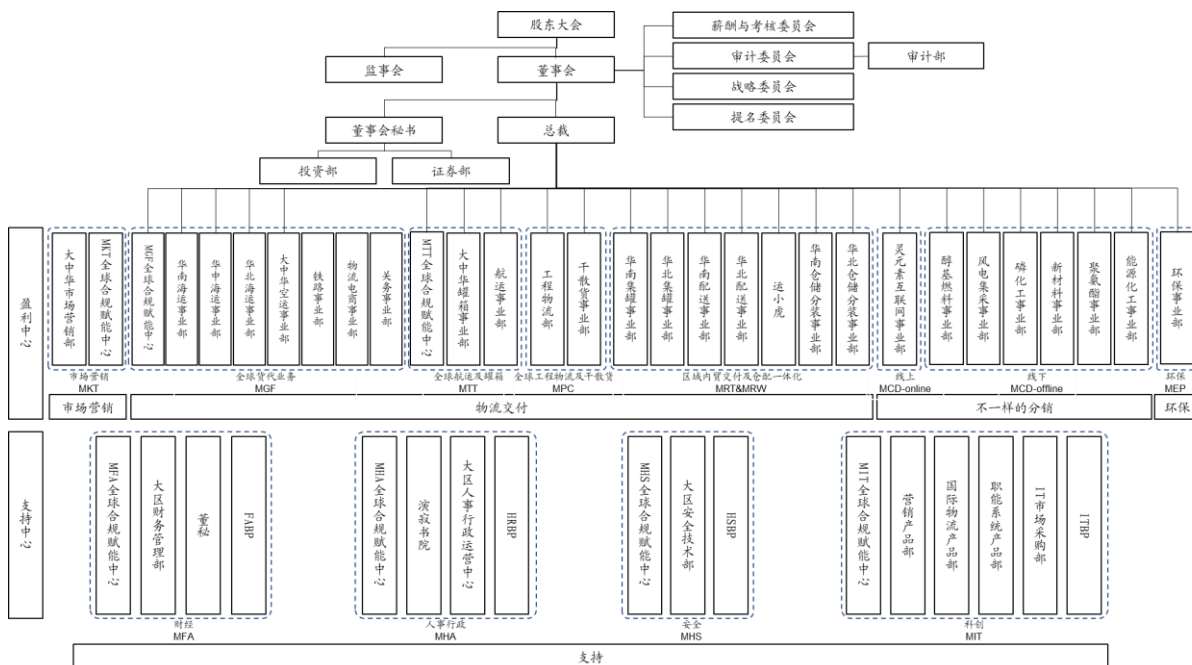 股东大会
薪酬与考核委员会
监事会
董事会
审计委员会
审计部
战略委员会
董事会秘书
总裁
提名委员会
投资部
证券部
盈利中心
大中华市场营销部
MKT全球合规赋能中心
MGF全球合规赋能中心
华南海运事业部
华中海运事业部
华北海运事业部
大中华空运事业部
铁路事业部
物流电商事业部
关务事业部
MTT全球合规赋能中心
大中华罐箱事业部
航运事业部
工程物流部
干散货事业部
华南集罐事业部
华北集罐事业部
华南配送事业部
华北配送事业部
运小虎
华南仓储分装事业部
华北仓储分装事业部
灵元素互联网事业部
醇基燃料事业部
风电集采事业部
磷化工事业部
新材料事业部
聚氨酯事业部
能源化工事业部
环保事业部
市场营销
MKT
全球货代业务
MGF
全球航运及罐箱
MTT
全球工程物流及干散货
MPC
区域内贸交付及仓配一体化
MRT&MRW
线上
MCD-online
线下
MCD-offline
环保
MEP
市场营销
物流交付
不一样的分销
环保
支持中心
MFA全球合规赋能中心
大区财务管理部
董秘
FABP
MHA全球合规赋能中心
演寂书院
大区人事行政运营中心
HRBP
MHS全球合规赋能中心
大区安全技术部
HSBP
MIT全球合规赋能中心
营销产品部
国际物流产品部
职能系统产品部
IT市场采购部
ITBP
财经
MFA
人事行政
MHA
安全
MHS
科创
MIT
支持